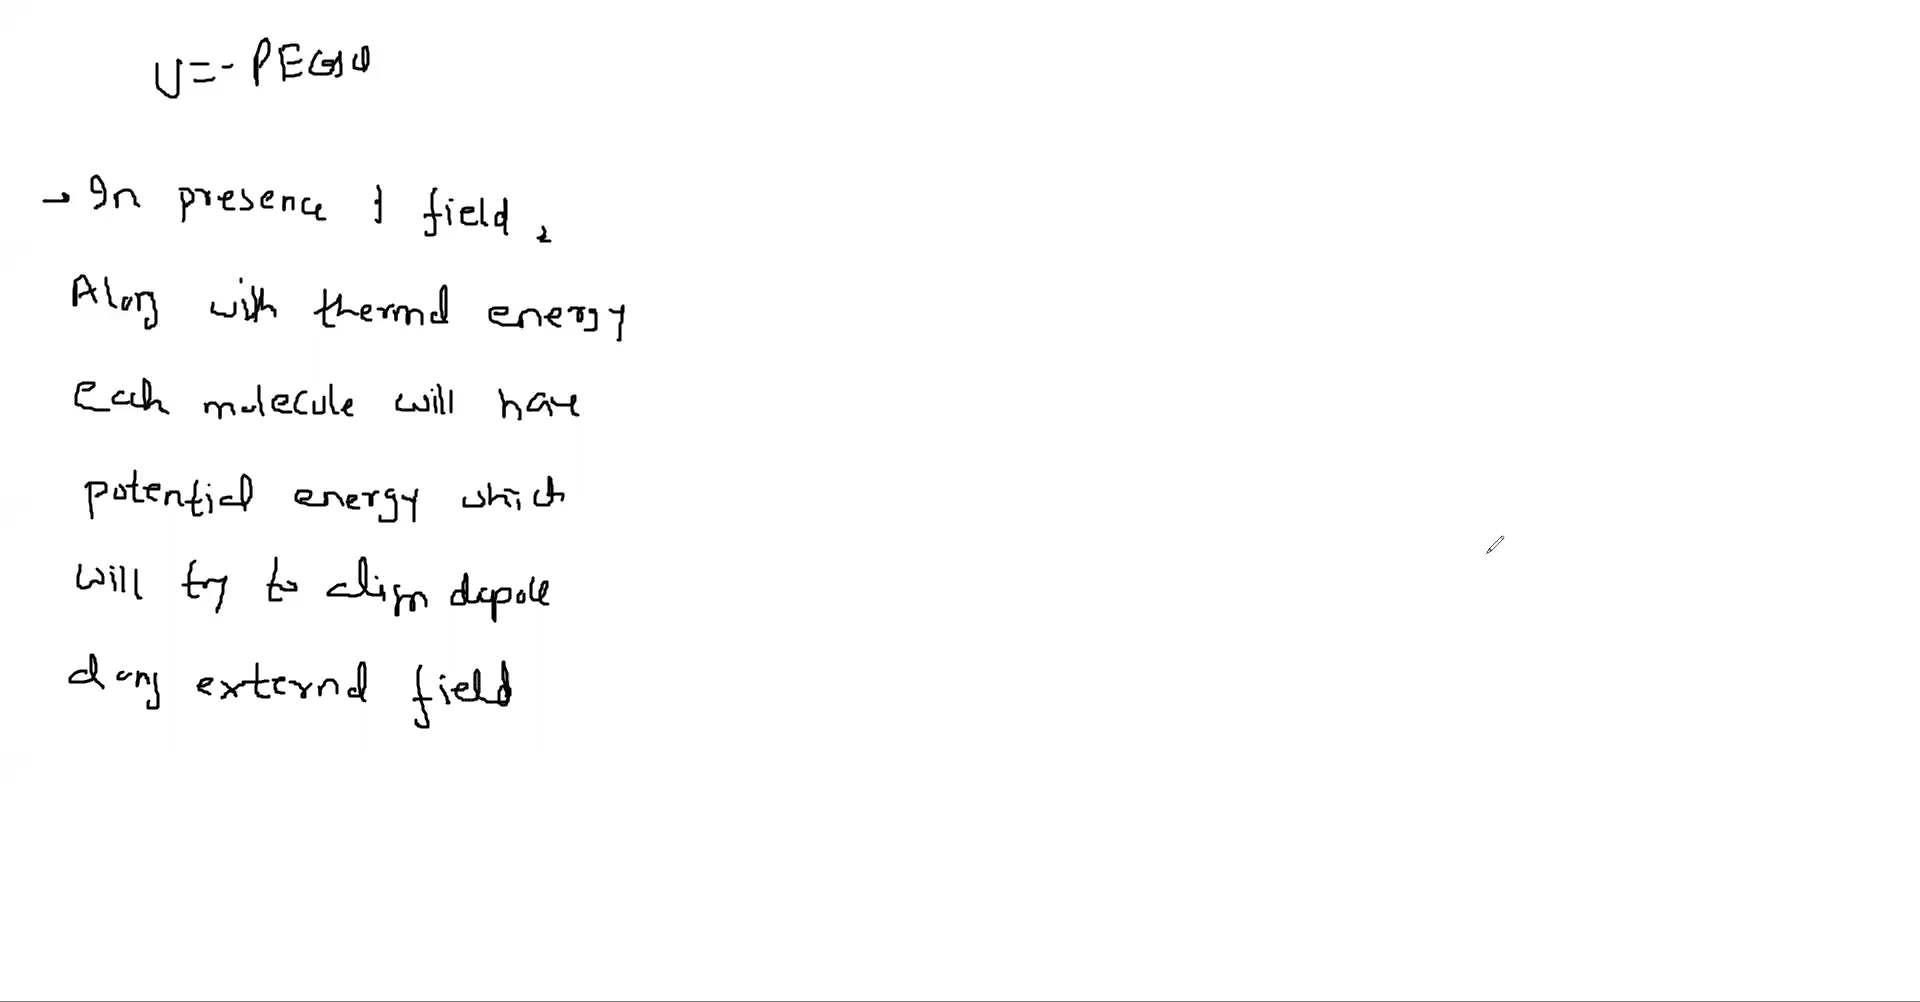 U = - PE cosθ
→ In presence of field,
Along with thermal energy
Each molecule will have
potential energy which
will try to align dipole
along external field